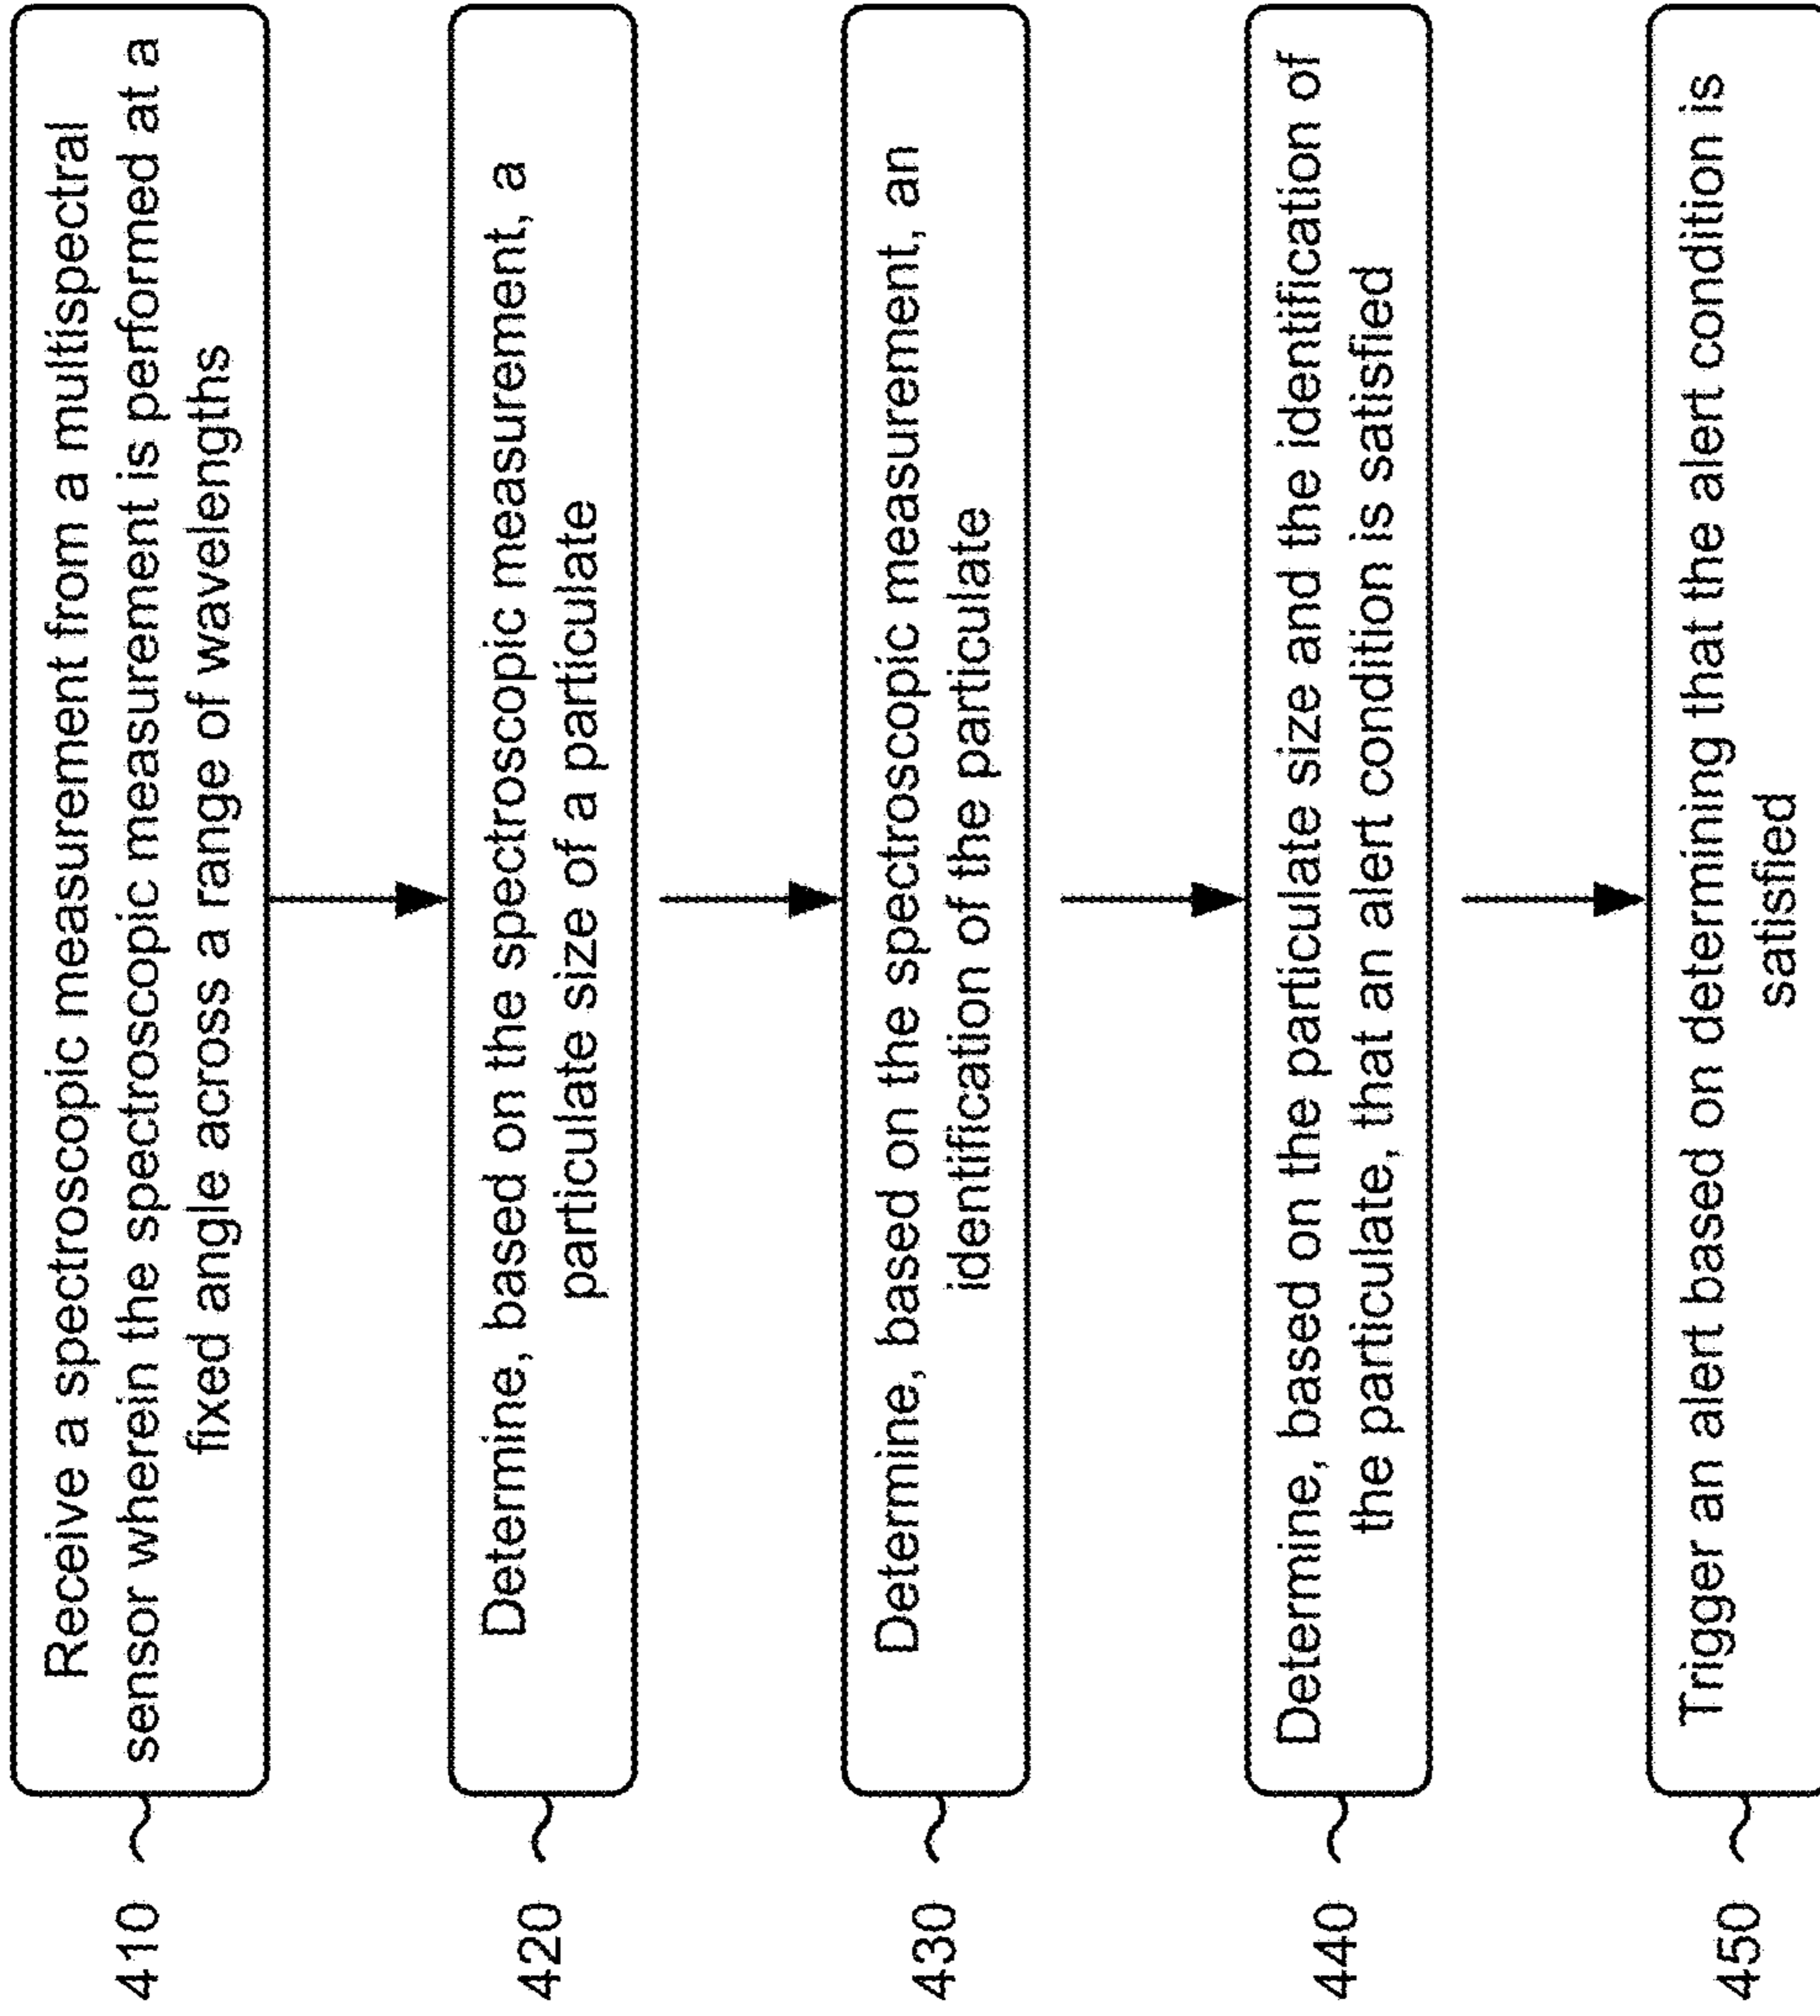 410
Receive a spectroscopic measurement from a multispectral
sensor wherein the spectroscopic measurement is performed at a
fixed angle across a range of wavelengths
420
Determine, based on the spectroscopic measurement, a
particulate size of a particulate
430
Determine, based on the spectroscopic measurement, an
identification of the particulate
440
Determine, based on the particulate size and the identification of
the particulate, that an alert condition is satisfied
450
Trigger an alert based on determining that the alert condition is
satisfied